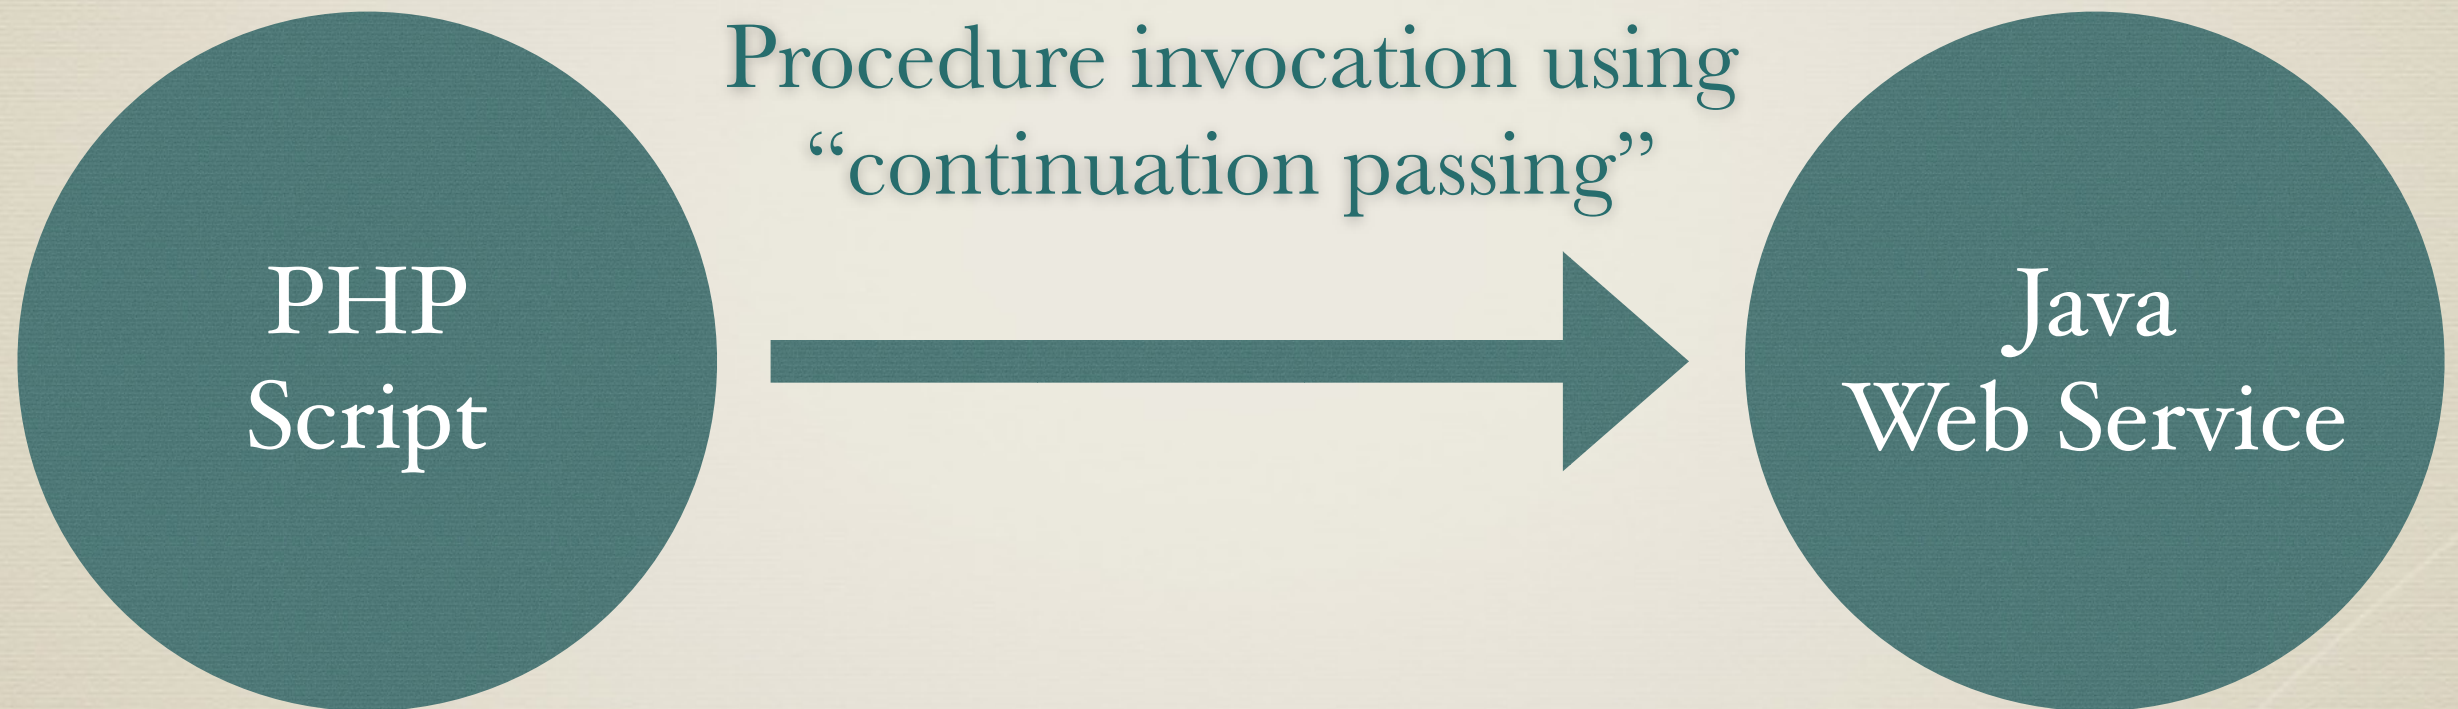 Procedure invocation using
“continuation passing”
PHP
Script
Java
Web Service